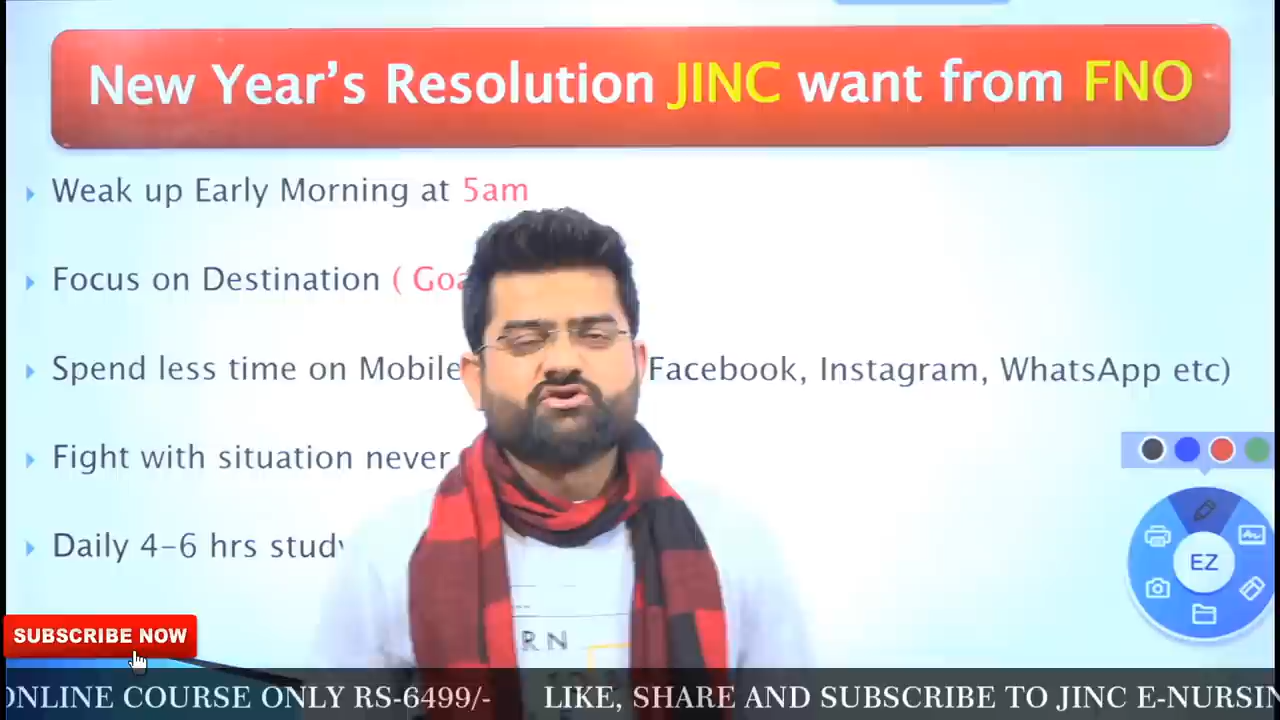 New Year's Resolution JINC want from FNO
Weak up Early Morning at 5am
Focus on Destination ( Goa
Spend less time on Mobile Facebook, Instagram, WhatsApp etc)
Fight with situation never
Daily 4-6 hrs study
EZ
RN
SUBSCRIBE NOW
ONLINE COURSE ONLY RS-6499/- LIKE, SHARE AND SUBSCRIBE TO JINC E-NURSIN